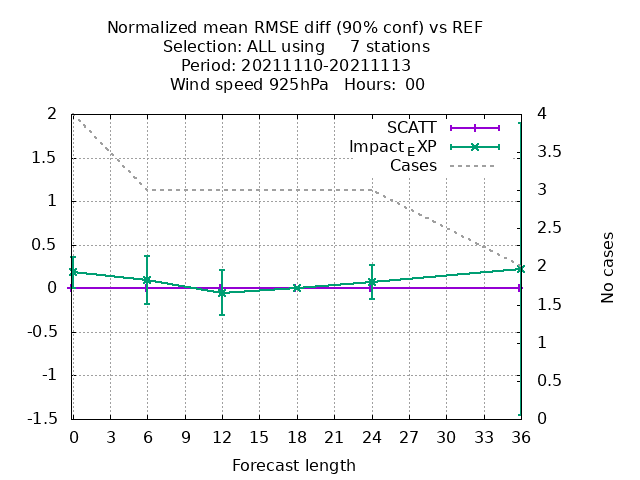 Normalized mean RMSE diff (90% conf) vs REF
Selection: ALL using     7 stations
Period: 20211110-20211113
Wind speed 925hPa   Hours:  00
SCATT
Impact_EXP
Cases
2
1.5
1
0.5
0
-0.5
-1
-1.5
4
3.5
3
2.5
2
1.5
1
0.5
0
No cases
0 3 6 9 12 15 18 21 24 27 30 33 36
Forecast length